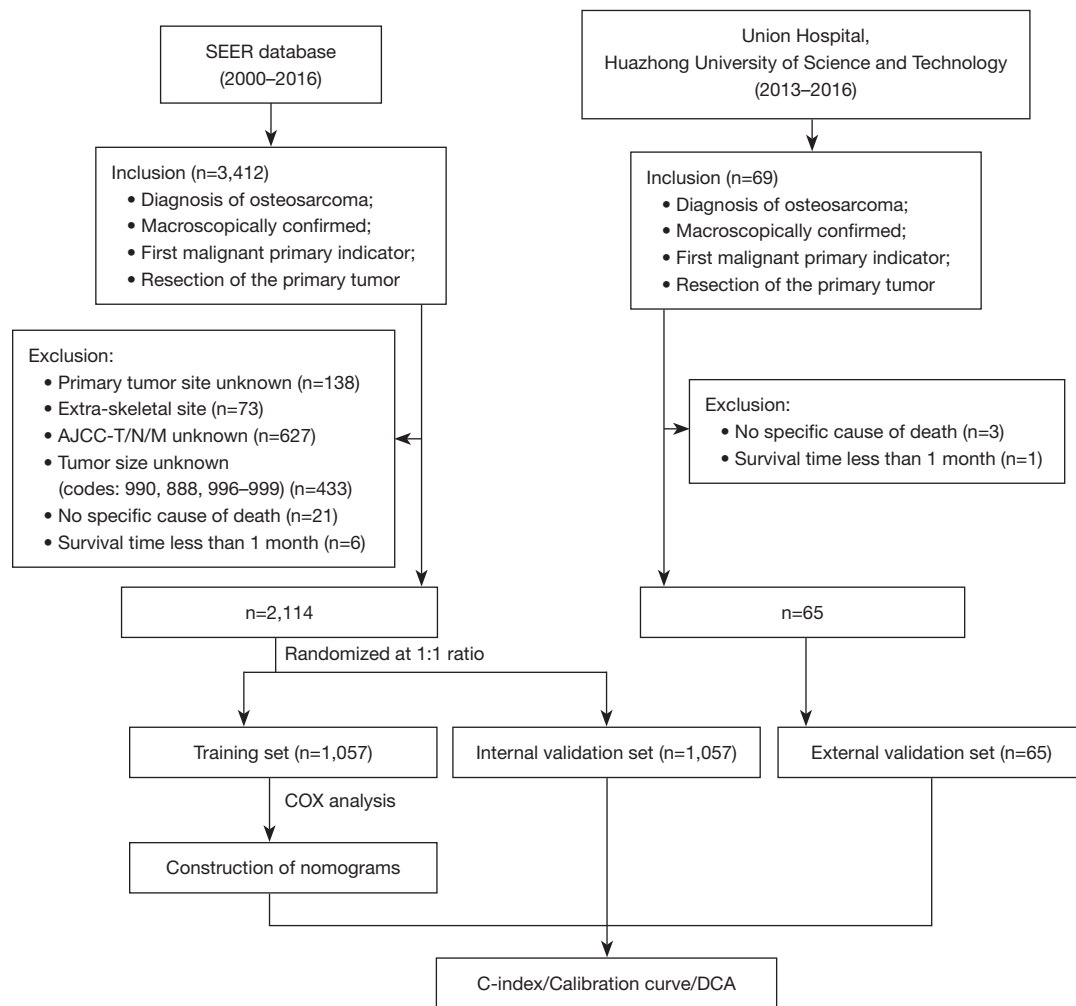 SEER database
(2000–2016)
Union Hospital,
Huazhong University of Science and Technology
(2013–2016)
Inclusion (n=3,412)
• Diagnosis of osteosarcoma;
• Macroscopically confirmed;
• First malignant primary indicator;
• Resection of the primary tumor
Inclusion (n=69)
• Diagnosis of osteosarcoma;
• Macroscopically confirmed;
• First malignant primary indicator;
• Resection of the primary tumor
Exclusion:
• Primary tumor site unknown (n=138)
• Extra-skeletal site (n=73)
• AJCC-T/N/M unknown (n=627)
• Tumor size unknown
(codes: 990, 888, 996–999) (n=433)
• No specific cause of death (n=21)
• Survival time less than 1 month (n=6)
Exclusion:
• No specific cause of death (n=3)
• Survival time less than 1 month (n=1)
n=2,114
n=65
Randomized at 1:1 ratio
Training set (n=1,057)
Internal validation set (n=1,057)
External validation set (n=65)
COX analysis
Construction of nomograms
C-index/Calibration curve/DCA